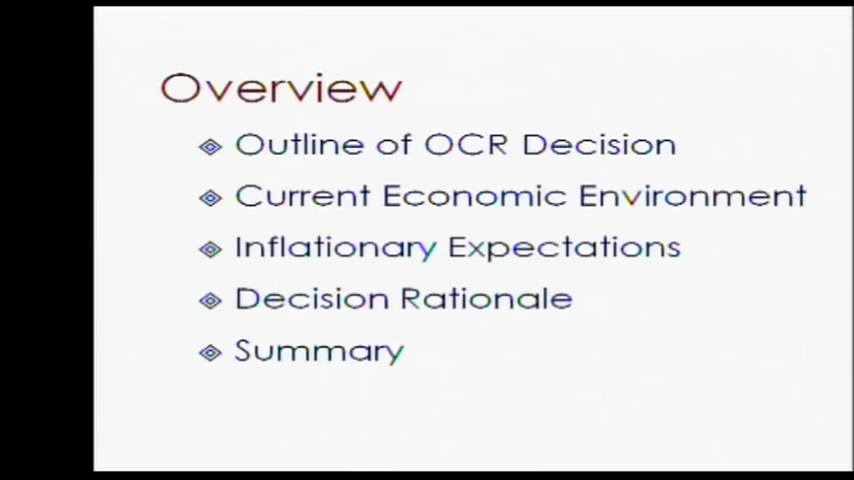 Overview
Outline of OCR Decision
Current Economic Environment
Inflationary Expectations
Decision Rationale
Summary